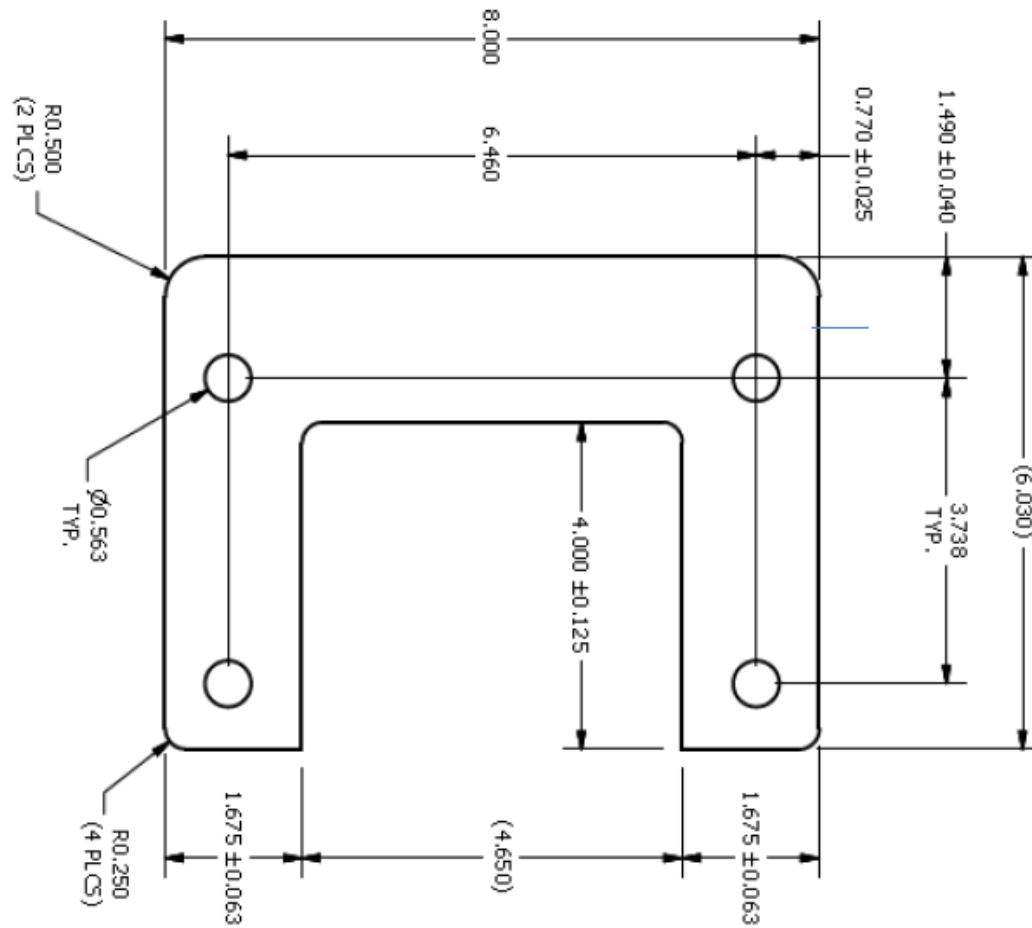 8.000
6.460
0.770 ±0.025
1.490 ±0.040
R0.500
(2 PLCS)
(6.030)
3.738
TYP.
Ø0.563
TYP.
4.000 ±0.125
R0.250
(4 PLCS)
1.675 ±0.063
(4.650)
1.675 ±0.063